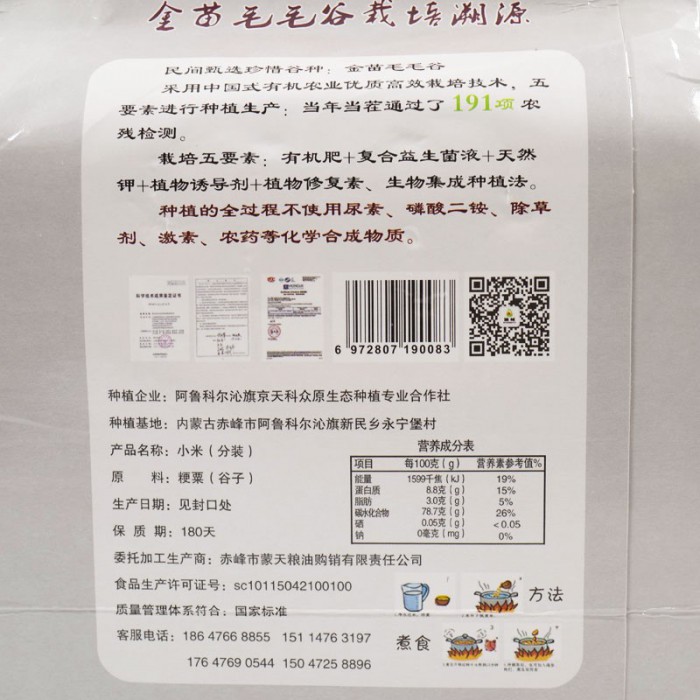 金苗毛毛谷栽培溯源
民间甄选珍惜谷种：金苗毛毛谷
采用中国式有机农业优质高效栽培技术，五
要素进行种植生产：当年当茬通过了191项农
残检测。
栽培五要素：有机肥+复合益生菌液+天然
钾+植物诱导剂+植物修复素、生物集成种植法。
种植的全过程不使用尿素、磷酸二铵、除草
剂、激素、农药等化学合成物质。
6 972807 190083
种植企业：阿鲁科尔沁旗京天科众原生态种植专业合作社
种植基地：内蒙古赤峰市阿鲁科尔沁旗新民乡永宁堡村
产品名称：小米（分装）
原 料：粳粟（谷子）
生产日期：见封口处
保 质 期：180天
营养成分表
项目 每100克（g） 营养素参考值%
能量 1599千焦（kJ） 19%
蛋白质 8.8克（g） 15%
脂肪 3.0克（g） 5%
碳水化合物 78.7克（g） 26%
硒 0.05克（g） <0.05
钠 0毫克（mg） 0%
委托加工生产商：赤峰市蒙天粮油购销有限责任公司
食品生产许可证号：sc10115042100100
质量管理体系符合：国家标准
客服电话：186 4766 8855 151 1476 3197
176 4769 0544 150 4725 8896
方法
煮食